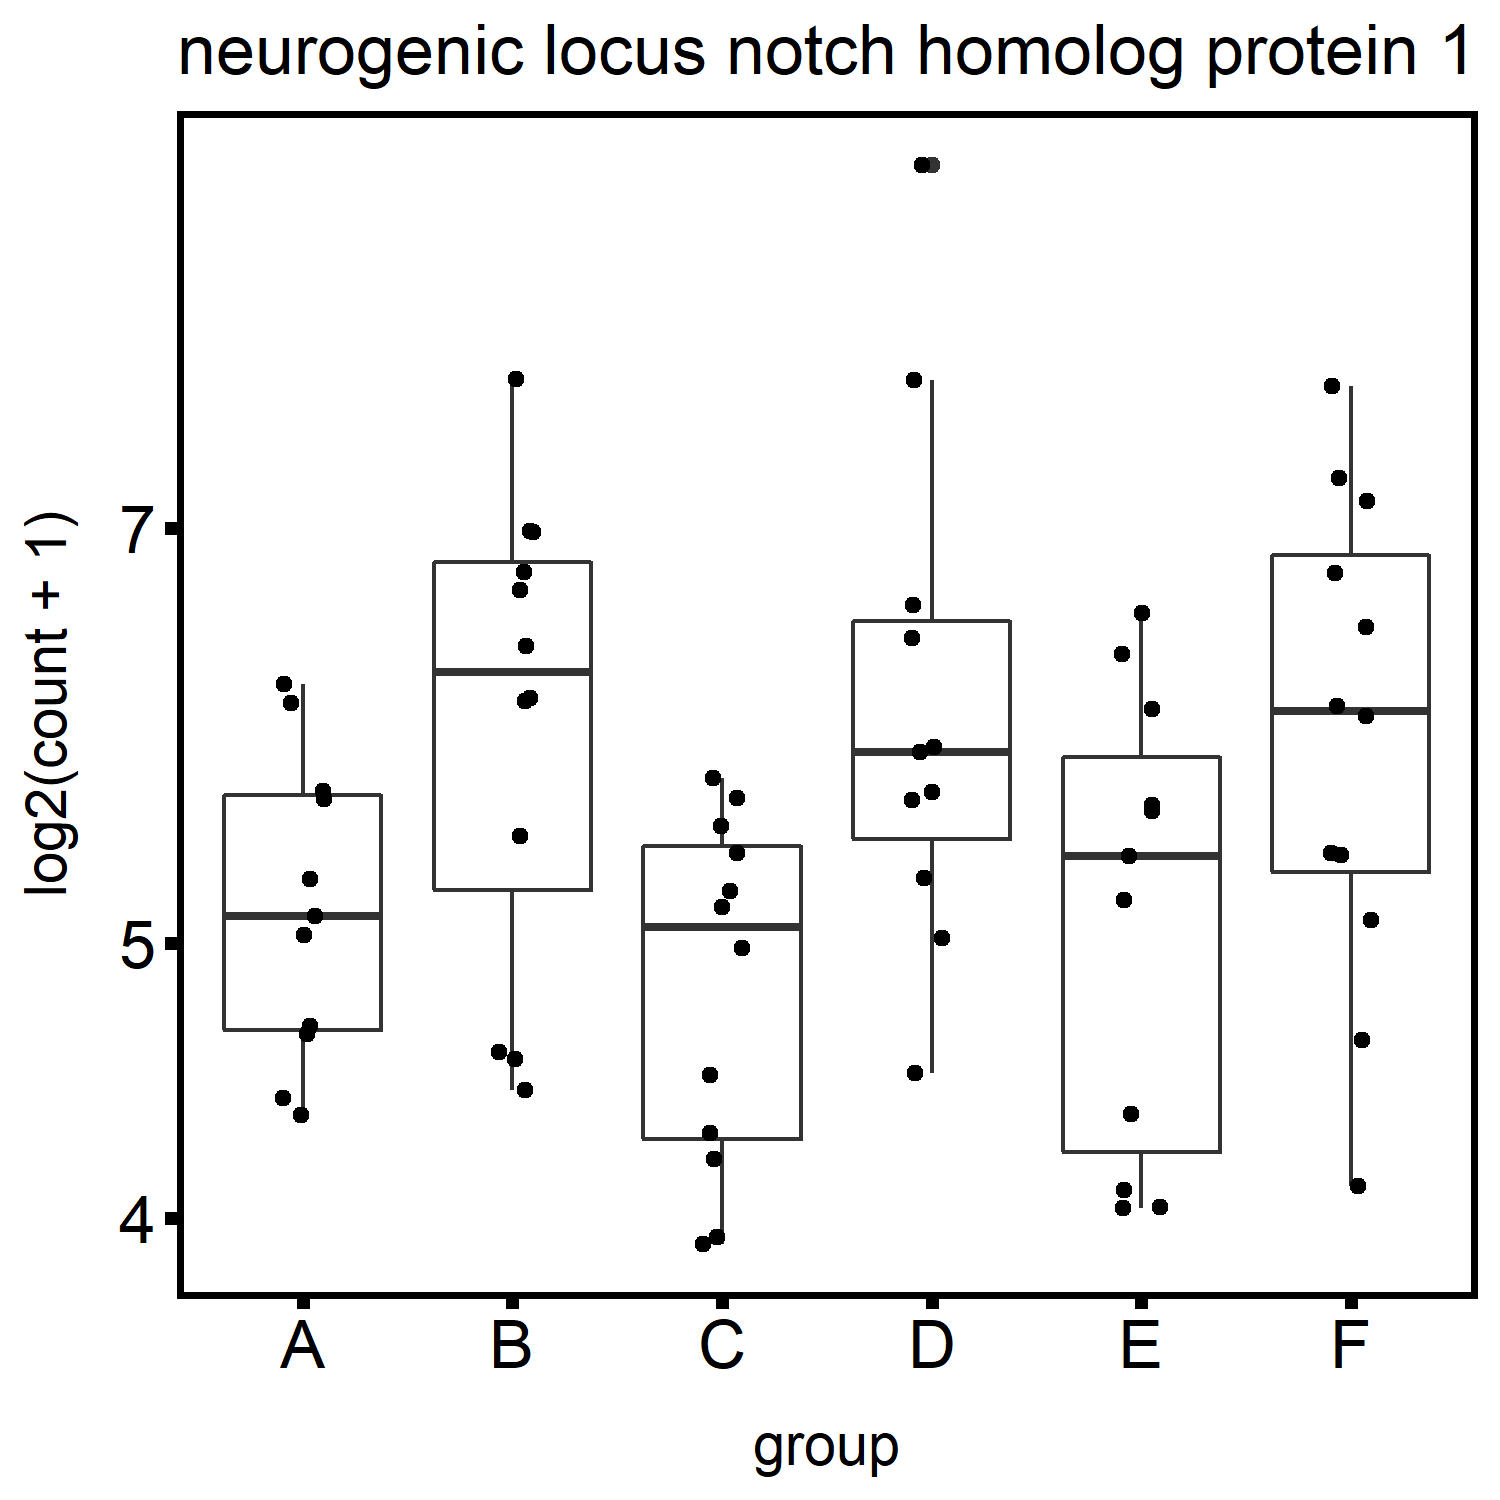 neurogenic locus notch homolog protein 1
log2(count + 1)
7
5
4
A B C D E F
group